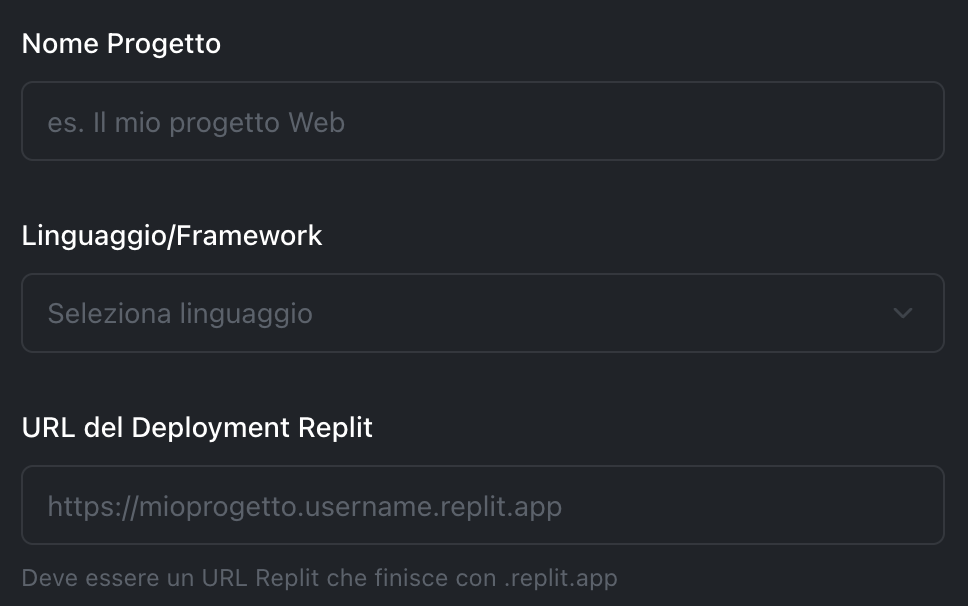 Nome Progetto
es. Il mio progetto Web
Linguaggio/Framework
Seleziona linguaggio
URL del Deployment Replit
https://mioprogetto.username.replit.app
Deve essere un URL Replit che finisce con .replit.app